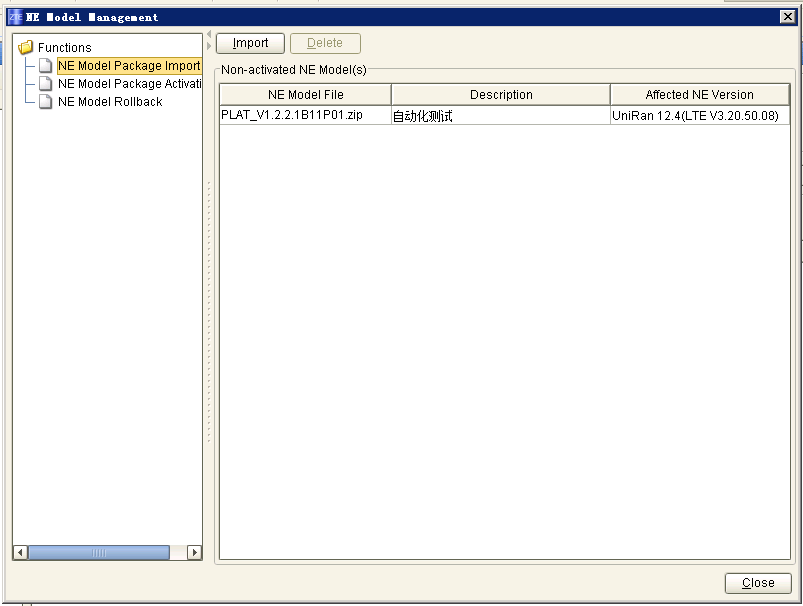 ZTE NE Model Management
Functions
NE Model Package Import
NE Model Package Activati
NE Model Rollback
Import
Delete
Non-activated NE Model(s)
NE Model File Description Affected NE Version
PLAT_V1.2.2.1B11P01.zip 自动化测试 UniRan 12.4(LTE V3.20.50.08)
Close